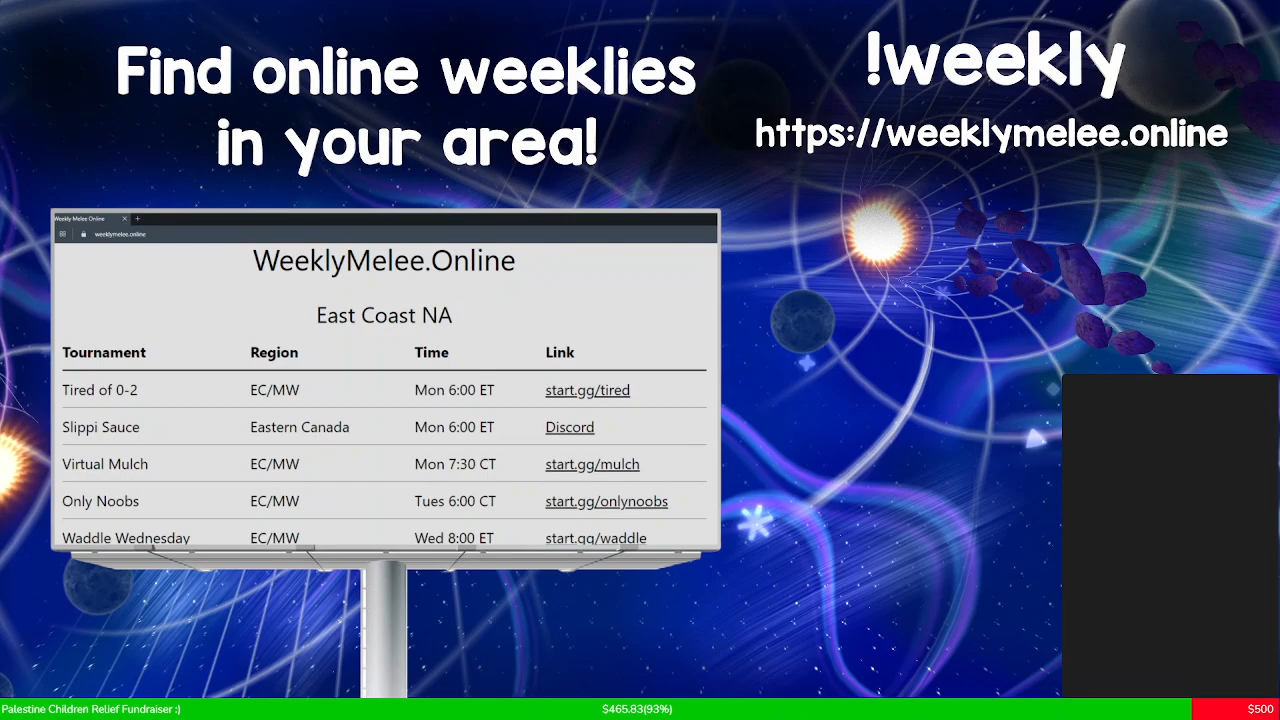 Find online weeklies
in your area!
!weekly
https://weeklymelee.online
Weekly Melee Online
weeklymelee.online
WeeklyMelee.Online
East Coast NA
Tournament Region Time Link
Tired of 0-2 EC/MW Mon 6:00 ET start.gg/tired
Slippi Sauce Eastern Canada Mon 6:00 ET Discord
Virtual Mulch EC/MW Mon 7:30 CT start.gg/mulch
Only Noobs EC/MW Tues 6:00 CT start.gg/onlynoobs
Waddle Wednesday EC/MW Wed 8:00 ET start.gg/waddle
Palestine Children Relief Fundraiser :) $465.83(93%) $500